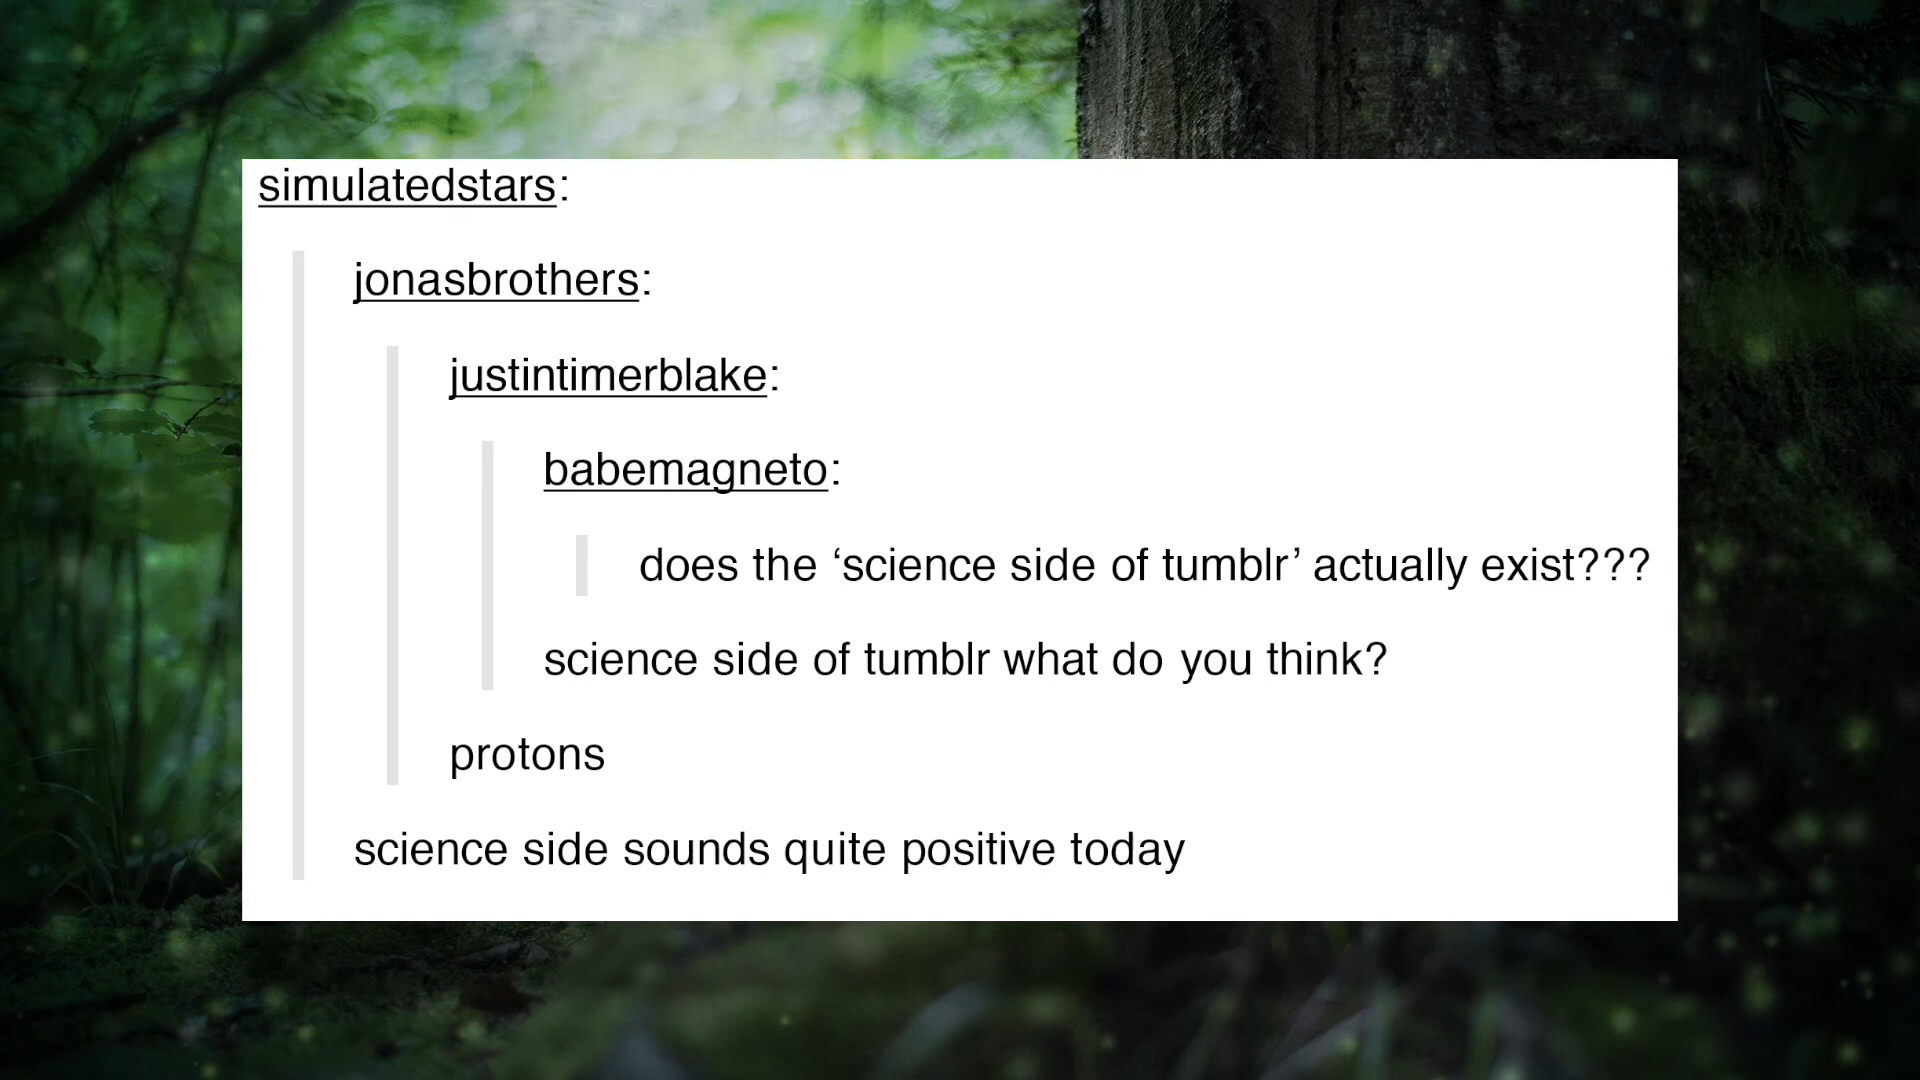 simulatedstars:
jonasbrothers:
justintimerblake:
babemagneto:
does the ‘science side of tumblr’ actually exist???
science side of tumblr what do you think?
protons
science side sounds quite positive today